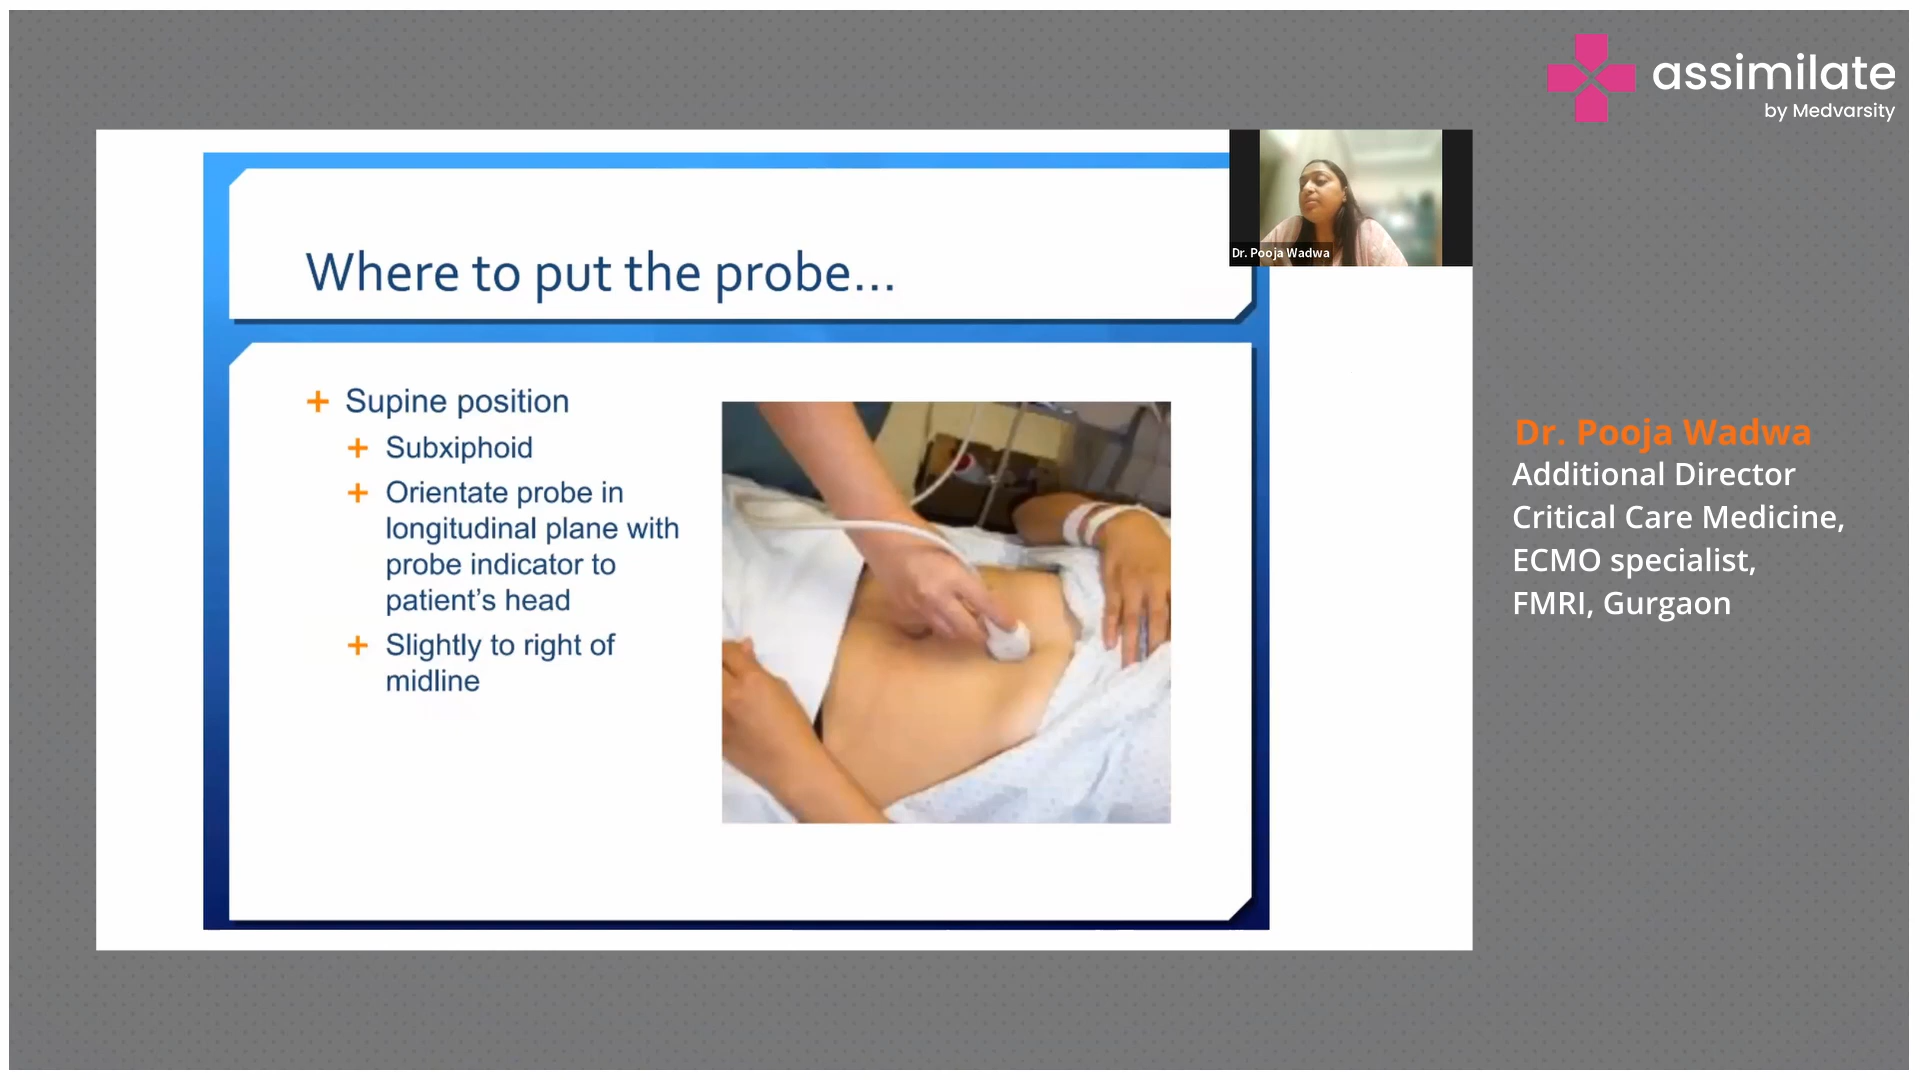 assimilate
by Medvarsity
Dr. Pooja Wadwa
Where to put the probe...
Supine position
Subxiphoid
Orientate probe in
longitudinal plane with
probe indicator to
patient’s head
Slightly to right of
midline
Dr. Pooja Wadwa
Additional Director
Critical Care Medicine,
ECMO specialist,
FMRI, Gurgaon